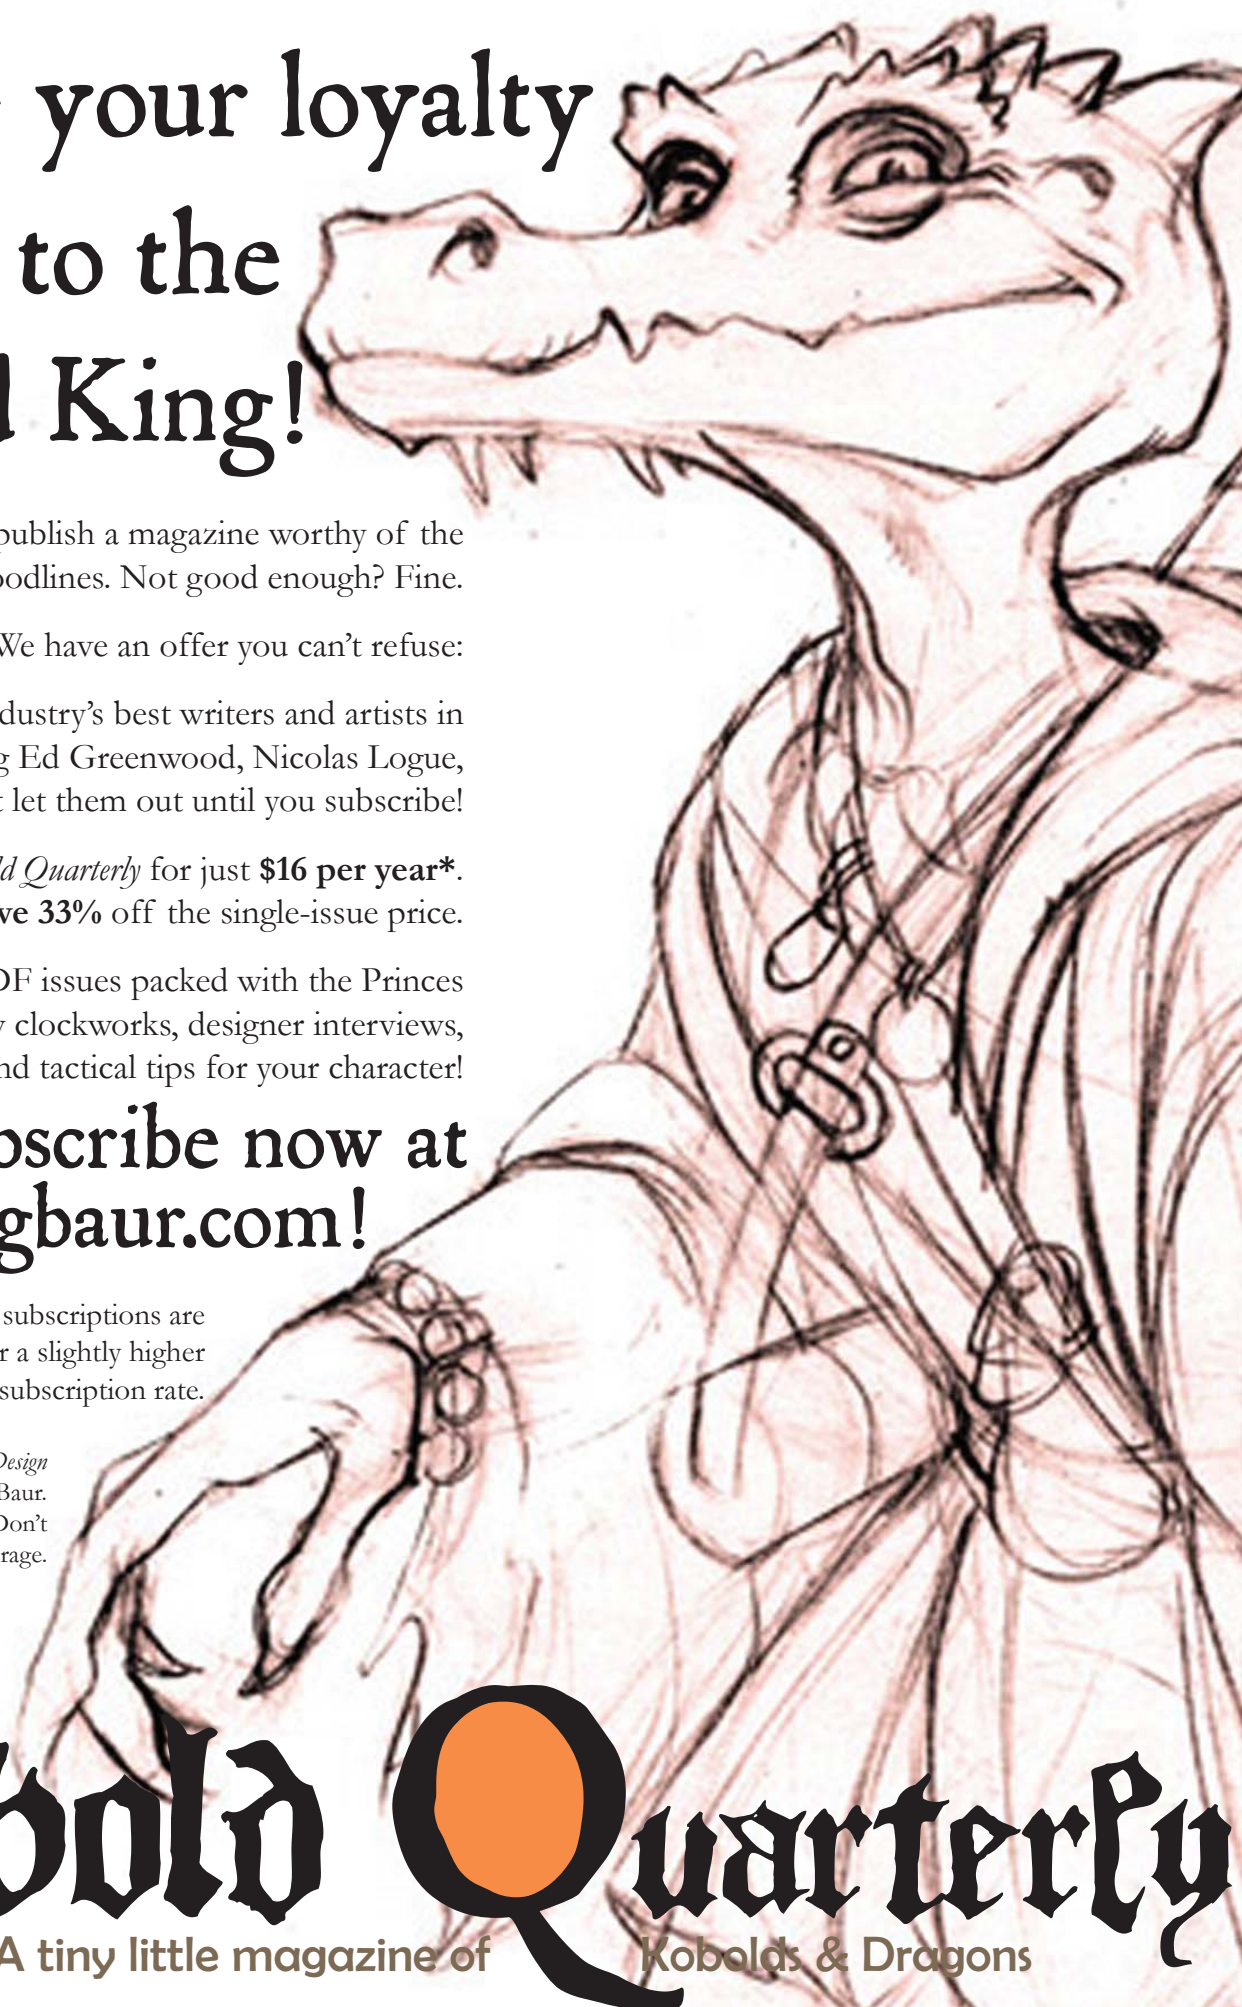 your loyalty
to the
King!
publish a magazine worthy of the
oodlines. Not good enough? Fine.
We have an offer you can't refuse:
dustry's best writers and artists in
g Ed Greenwood, Nicolas Logue,
t let them out until you subscribe!
ld Quarterly for just $16 per year*.
ve 33% off the single-issue price.
DF issues packed with the Princes
y clockworks, designer interviews,
nd tactical tips for your character!
bscribe now at
gbaur.com!
subscriptions are
r a slightly higher
subscription rate.
Design
Baur.
Don't
rage.
bold Quarterly
A tiny little magazine of Kobolds & Dragons